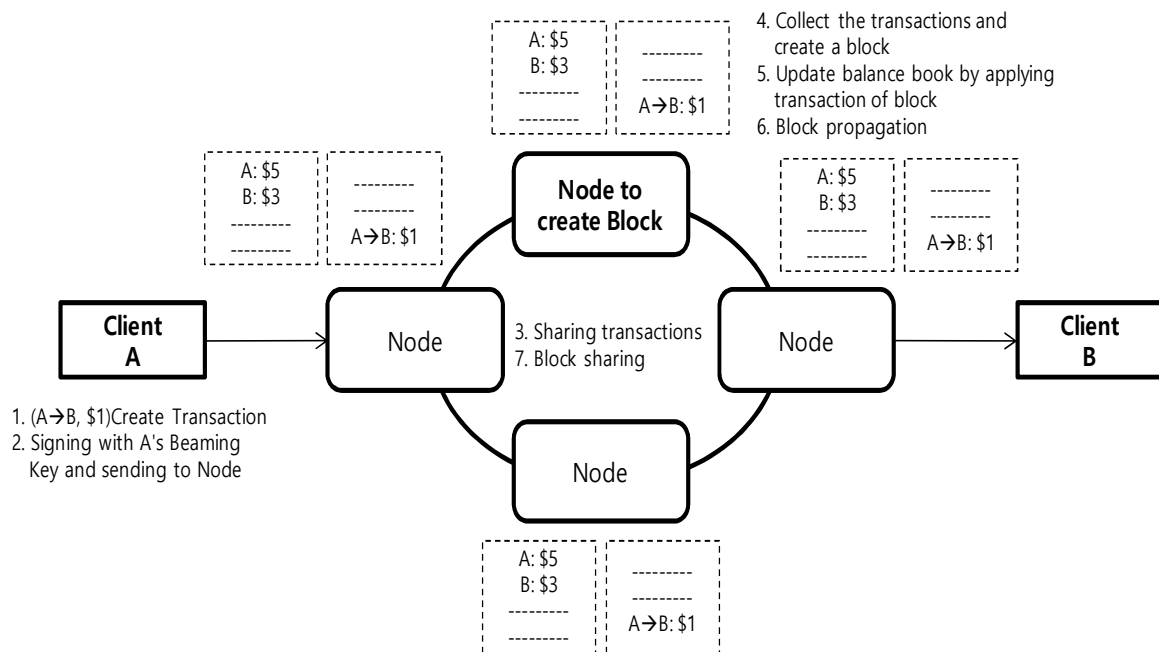 A: $5
B: $3
---------
---------
---------
---------
A→B: $1
4. Collect the transactions and
create a block
5. Update balance book by applying
transaction of block
6. Block propagation
A: $5
B: $3
---------
---------
---------
---------
A→B: $1
Node to
create Block
A: $5
B: $3
---------
---------
---------
---------
A→B: $1
Client
A
Node
3. Sharing transactions
7. Block sharing
Node
Client
B
1. (A→B, $1)Create Transaction
2. Signing with A's Beaming
Key and sending to Node
Node
A: $5
B: $3
---------
---------
---------
---------
A→B: $1